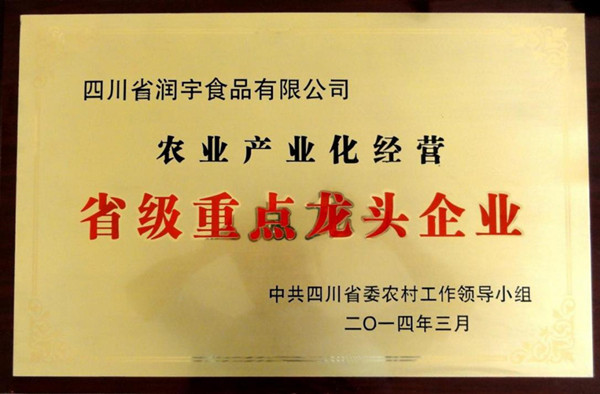 四川省润宇食品有限公司
农业产业化经营
省级重点龙头企业
中共四川省委农村工作领导小组
二〇一四年三月